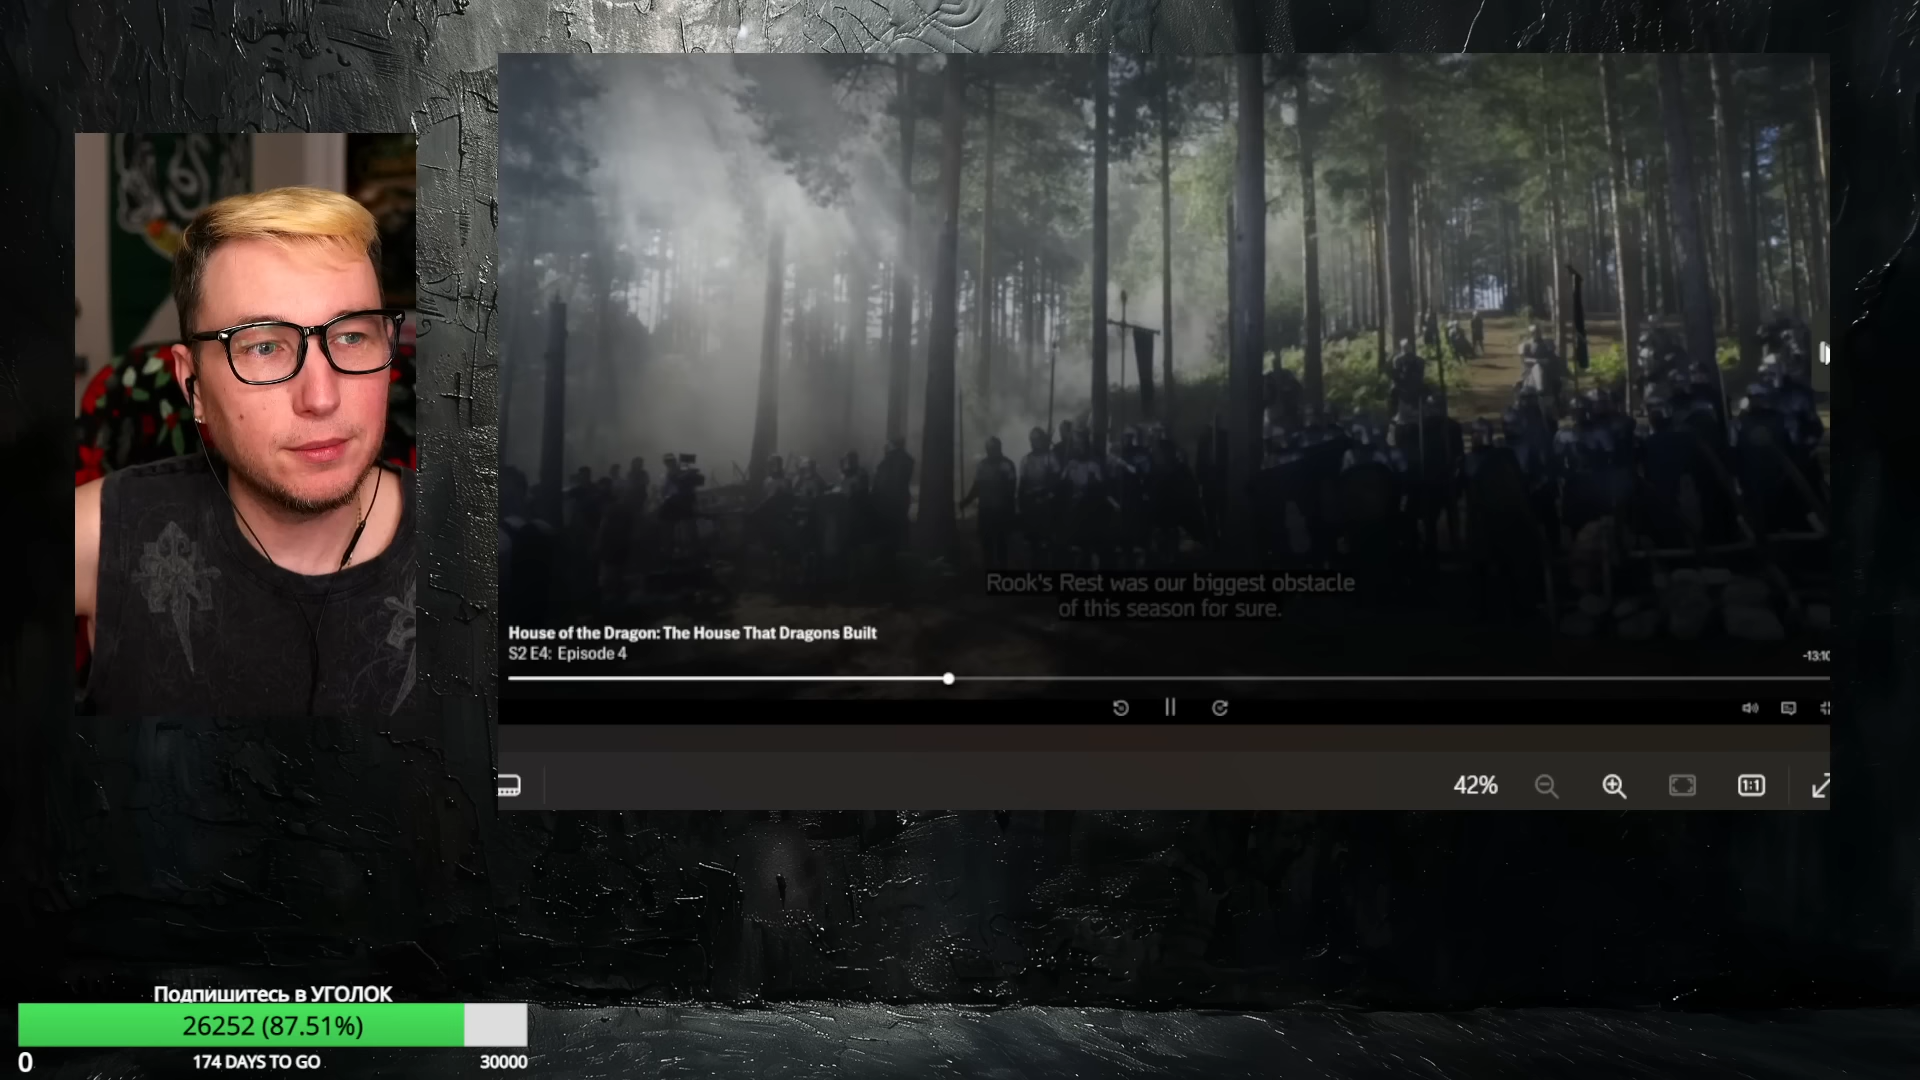 Rook's Rest was our biggest obstacle
of this season for sure.
House of the Dragon: The House That Dragons Built
S2 E4: Episode 4
-13:10
42%
1:1
Подпишитесь в УГОЛОК
26252 (87.51%)
0 174 DAYS TO GO 30000